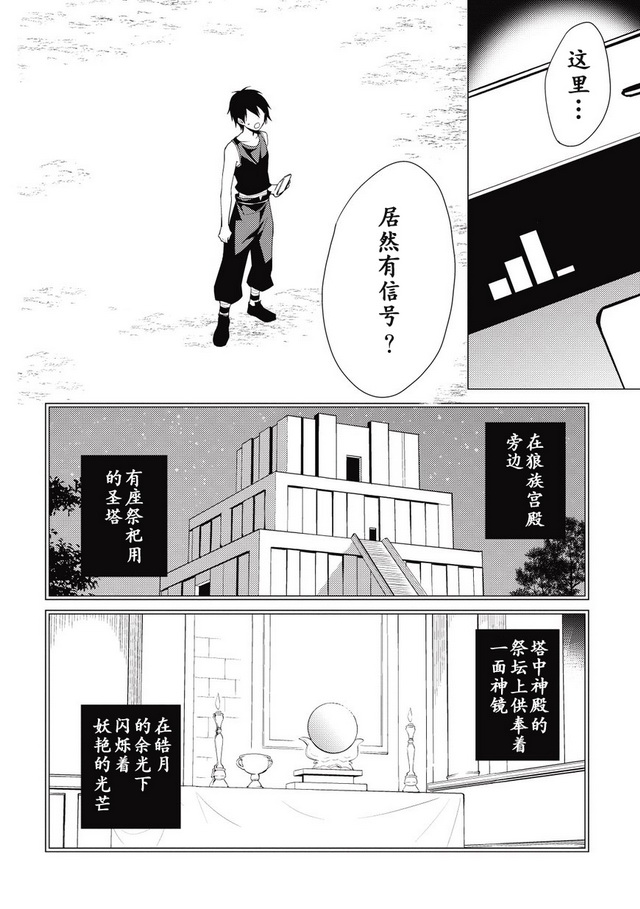 这里…
居然有信号？
在狼族宫殿
旁边
有座祭祀用
的圣塔
塔中神殿的
祭坛上供奉着
一面神镜
在皓月
的余光下
闪烁着
妖艳的光芒